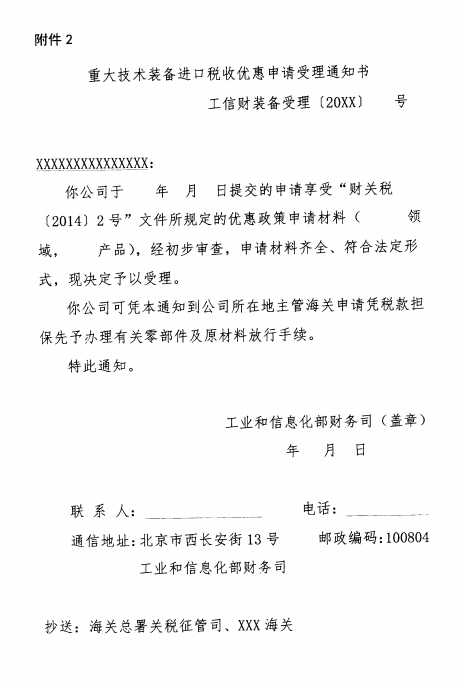 附件 2
重大技术装备进口税收优惠申请受理通知书
工信财装备受理〔20XX〕 号
XXXXXXXXXXXXXXX:
你公司于 年 月 日提交的申请享受“财关税
〔2014〕2 号”文件所规定的优惠政策申请材料（ 领
域， 产品），经初步审查，申请材料齐全、符合法定形
式，现决定予以受理。
你公司可凭本通知到公司所在地主管海关申请凭税款担
保先予办理有关零部件及原材料放行手续。
特此通知。
工业和信息化部财务司（盖章）
年 月 日
联 系 人: 电话:
通信地址:北京市西长安街 13 号 邮政编码:100804
工业和信息化部财务司
抄送：海关总署关税征管司、XXX 海关